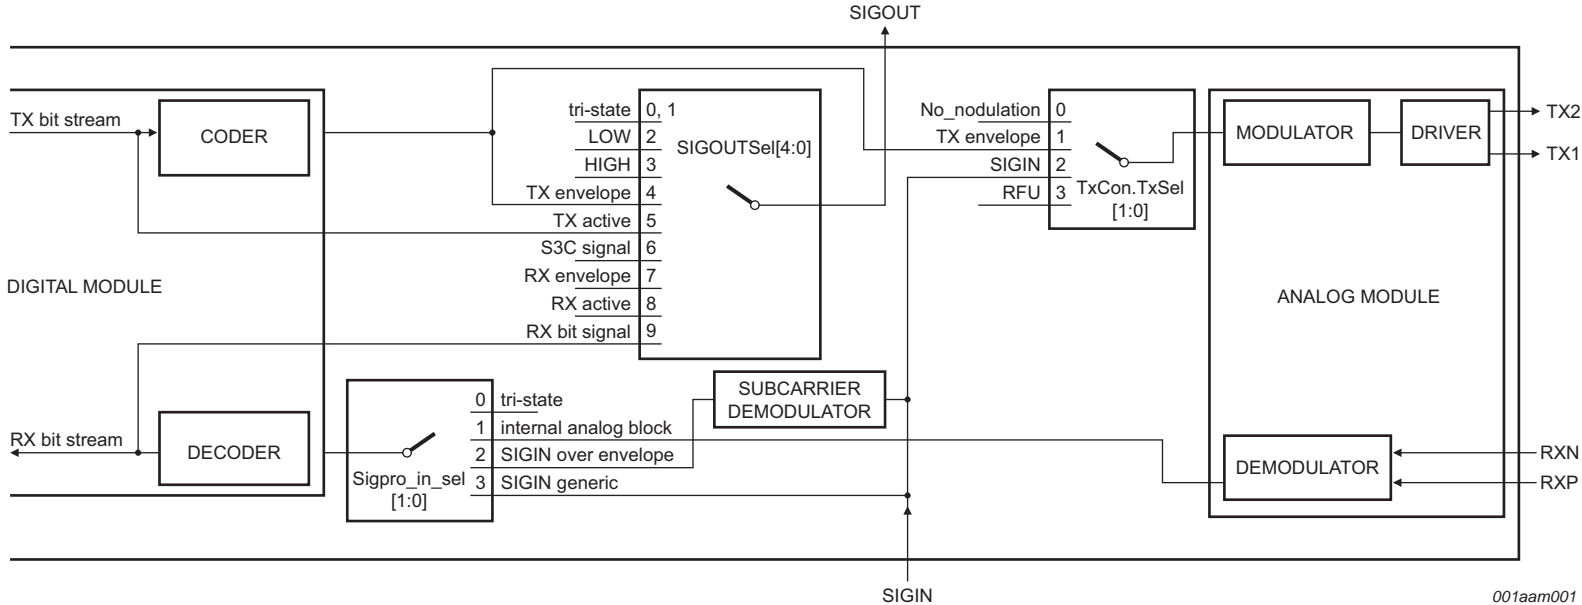 SIGOUT
TX bit stream
CODER
tri-state 0, 1
LOW 2
HIGH 3
TX envelope 4
TX active 5
S3C signal 6
RX envelope 7
RX active 8
RX bit signal 9
SIGOUTSel[4:0]
No_nodulation 0
TX envelope 1
SIGIN 2
RFU 3
TxCon.TxSel
[1:0]
MODULATOR
DRIVER
TX2
TX1
DIGITAL MODULE
ANALOG MODULE
RX bit stream
DECODER
Sigpro_in_sel
[1:0]
0 tri-state
1 internal analog block
2 SIGIN over envelope
3 SIGIN generic
SUBCARRIER
DEMODULATOR
DEMODULATOR
RXN
RXP
SIGIN
001aam001